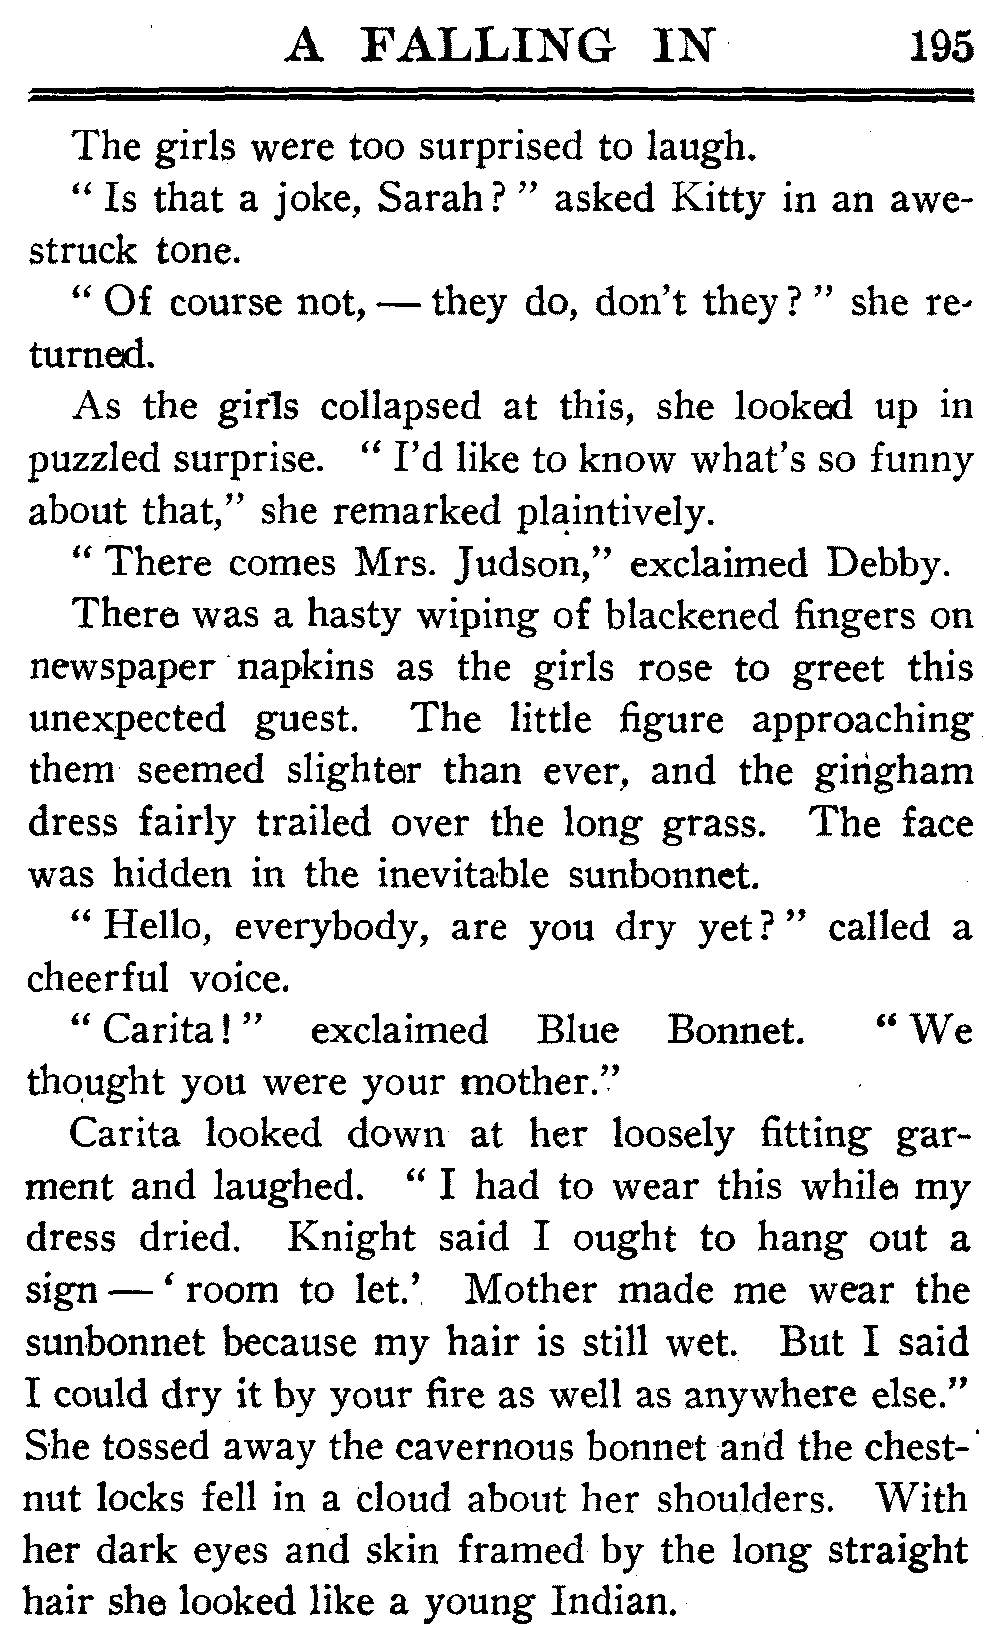 A FALLING IN 195
The girls were too surprised to laugh.
" Is that a joke, Sarah? " asked Kitty in an awe-
struck tone.
" Of course not, — they do, don't they? " she re-
turned.
As the girls collapsed at this, she looked up in
puzzled surprise. " I'd like to know what's so funny
about that," she remarked plaintively.
" There comes Mrs. Judson," exclaimed Debby.
There was a hasty wiping of blackened fingers on
newspaper napkins as the girls rose to greet this
unexpected guest. The little figure approaching
them seemed slighter than ever, and the gingham
dress fairly trailed over the long grass. The face
was hidden in the inevitable sunbonnet.
" Hello, everybody, are you dry yet? " called a
cheerful voice.
" Carita! " exclaimed Blue Bonnet. " We
thought you were your mother."
Carita looked down at her loosely fitting gar-
ment and laughed. " I had to wear this while my
dress dried. Knight said I ought to hang out a
sign — ' room to let.' Mother made me wear the
sunbonnet because my hair is still wet. But I said
I could dry it by your fire as well as anywhere else."
She tossed away the cavernous bonnet and the chest-
nut locks fell in a cloud about her shoulders. With
her dark eyes and skin framed by the long straight
hair she looked like a young Indian.